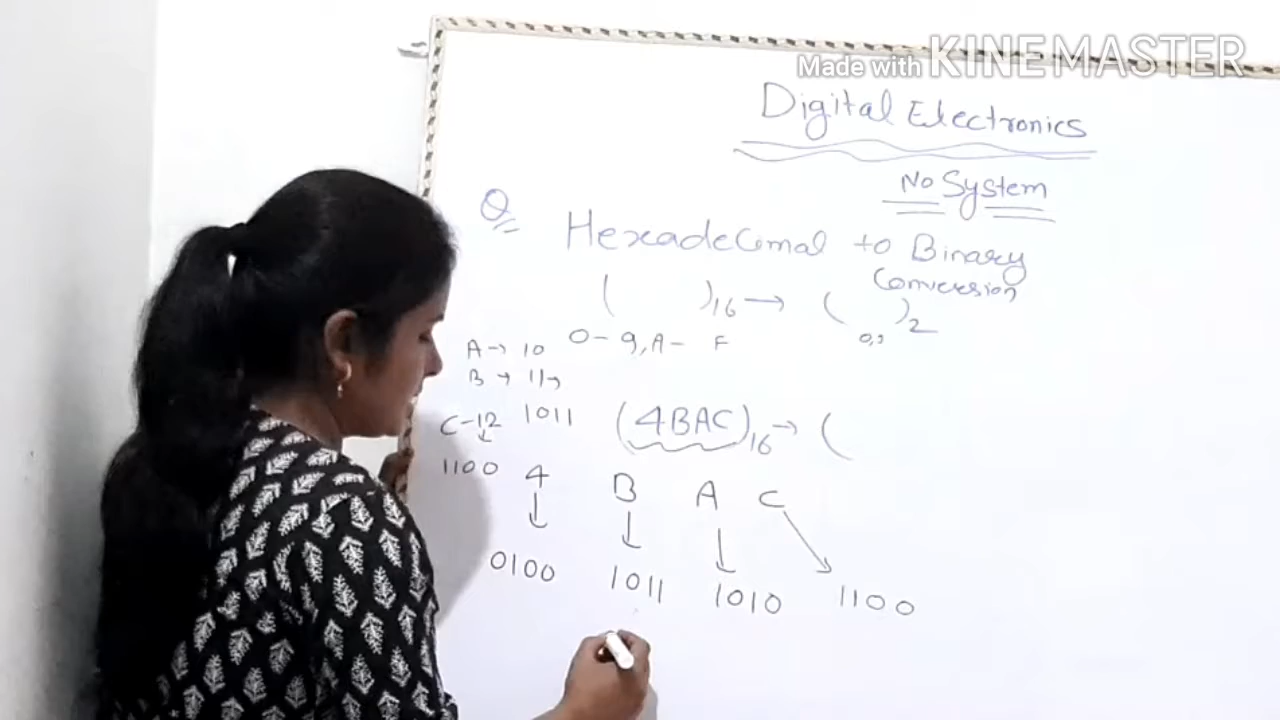 Made with KINEMASTER
Digital Electronics
No System
Q Hexadecimal to Binary
Conversion
( )16 → ( )2
0-9, A- F 0,
A → 10
B → 11 →
1011
C-12
1100
(4BAC)16 → (
4 B A C
0100 1011 1010 1100